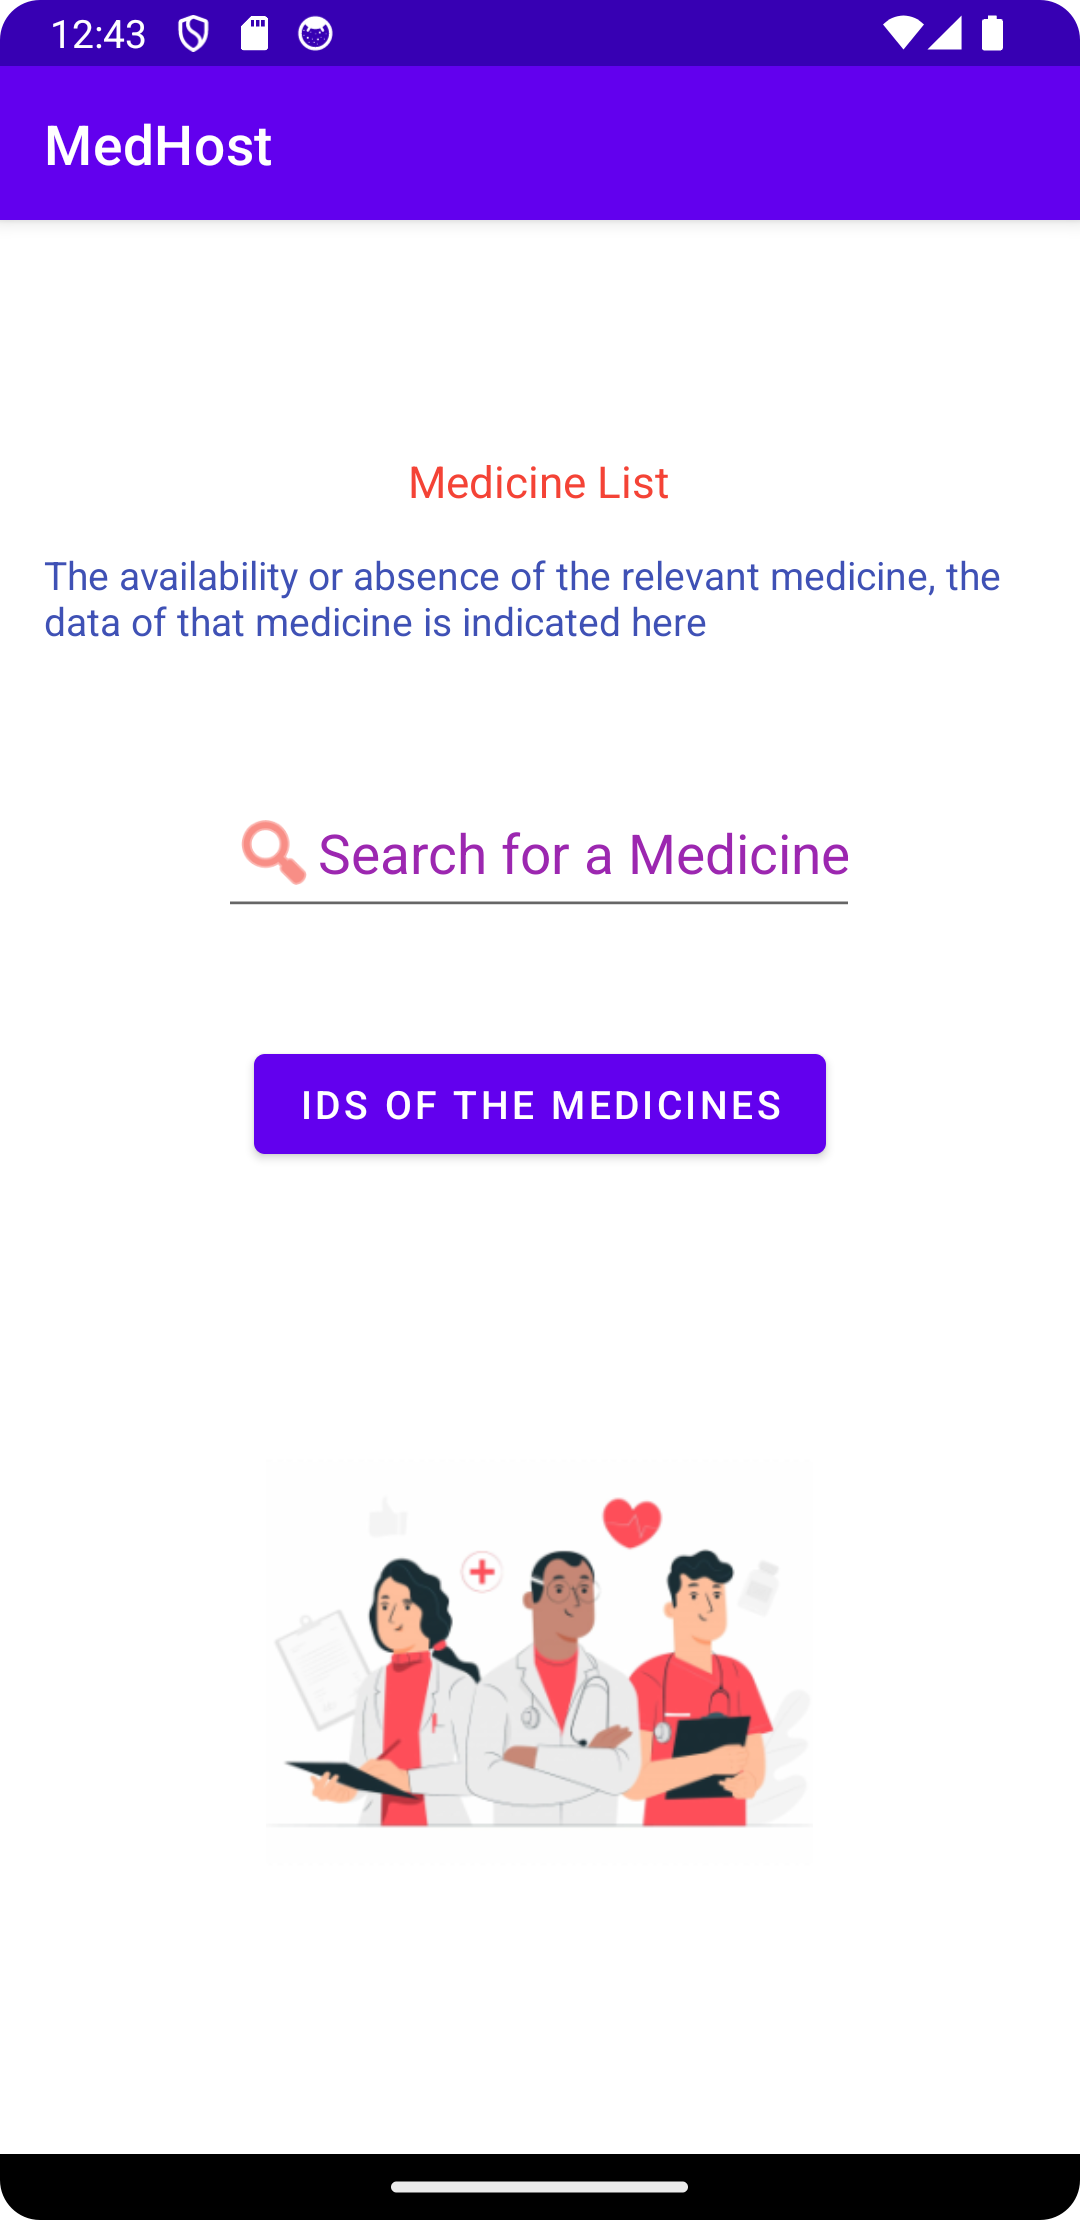 12:43
MedHost
Medicine List
The availability or absence of the relevant medicine, the
data of that medicine is indicated here
Search for a Medicine
IDS OF THE MEDICINES